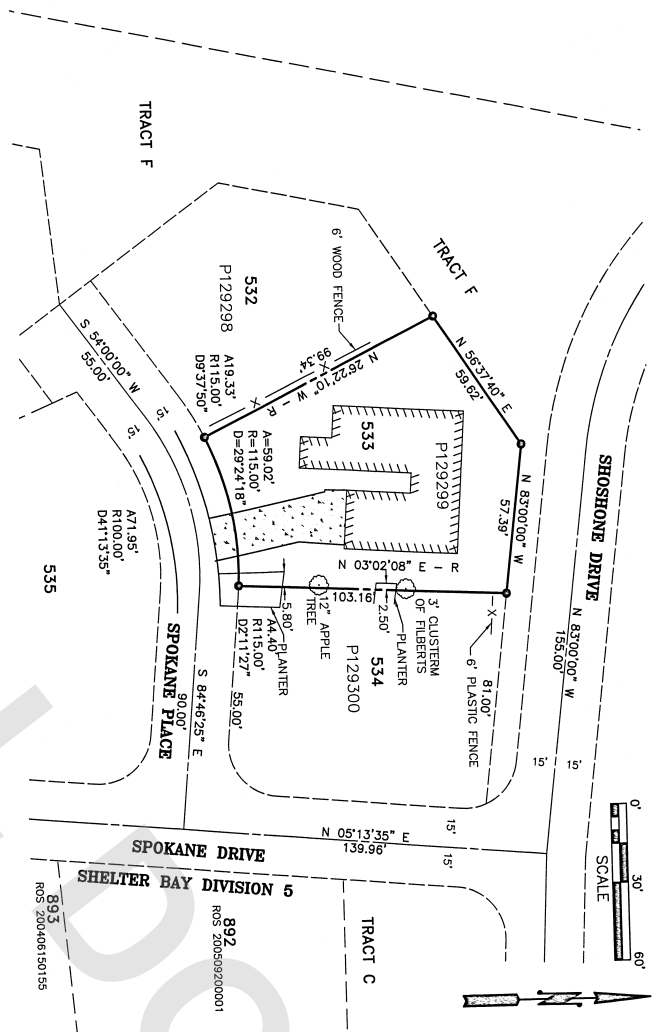 TRACT F
TRACT F
SHOSHONE DRIVE
N 83°00'00" W
155.00'
15'
15'
0'
30'
60'
SCALE
N 56°37'40" E
59.62'
N 83°00'00" W
57.39'
6' WOOD FENCE
N 26°22'10" W - R
99.34'
X
X
532
P129298
A19.33'
R115.00'
D9°37'50"
533
P129299
A=59.02'
R=115.00'
D=29°24'18"
N 03°02'08" E - R
103.16'
3' CLUSTERM
OF FILBERTS
PLANTER
2.50'
12" APPLE
TREE
5.80'
PLANTER
A4.40'
R115.00'
D2°11'27"
534
P129300
X
6' PLASTIC FENCE
81.00'
55.00'
S 54°00'00" W
55.00'
15'
15'
A71.95'
R100.00'
D41°13'35"
535
SPOKANE PLACE
S 84°46'25" E
90.00'
N 05°13'35" E
139.96'
15'
15'
SPOKANE DRIVE
SHELTER BAY DIVISION 5
TRACT C
892
ROS 200509200001
893
ROS 200406150155